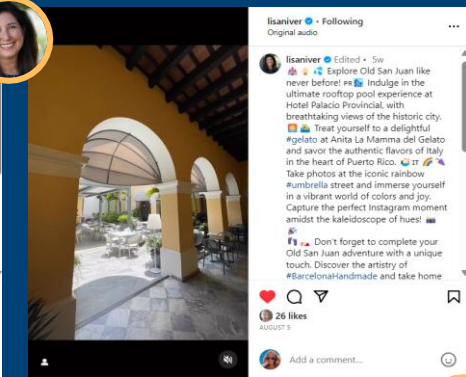 lisaniver • Following
Original audio
lisaniver Edited • 5w
Explore Old San Juan like
never before! PR Indulge in the
ultimate rooftop pool experience at
Hotel Palacio Provincial, with
breathtaking views of the historic city.
Treat yourself to a delightful
#gelato at Anita La Mamma del Gelato
and savor the authentic flavors of Italy
in the heart of Puerto Rico. IT
Take photos at the iconic rainbow
#umbrella street and immerse yourself
in a vibrant world of colors and joy.
Capture the perfect Instagram moment
amidst the kaleidoscope of hues!
Don't forget to complete your
Old San Juan adventure with a unique
touch. Discover the artistry of
#BarcelonaHandmade and take home
26 likes
AUGUST 5
Add a comment...